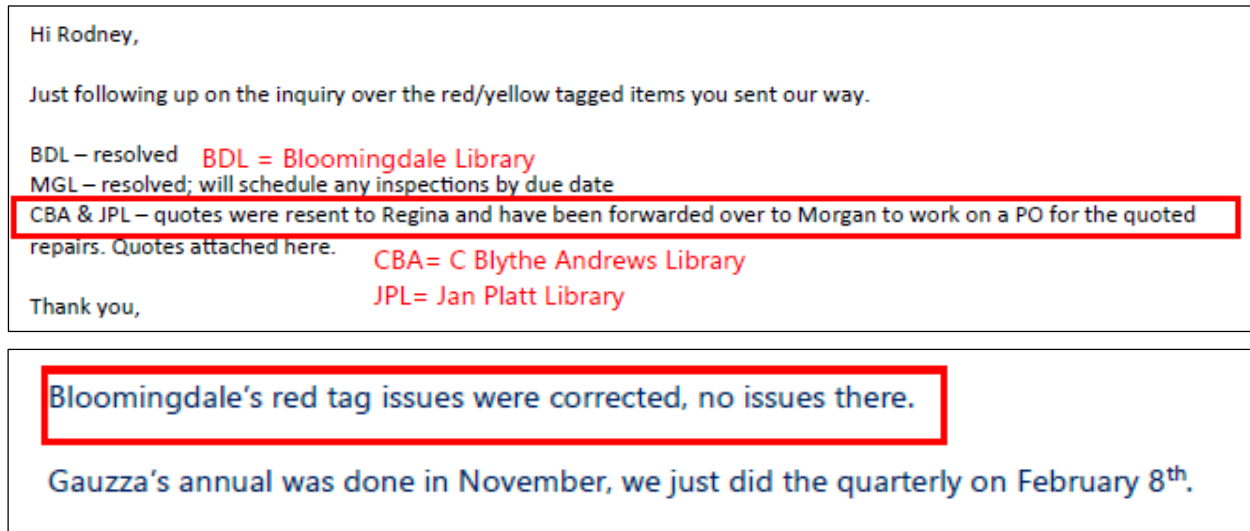 Hi Rodney,
Just following up on the inquiry over the red/yellow tagged items you sent our way.
BDL – resolved BDL = Bloomingdale Library
MGL – resolved; will schedule any inspections by due date
CBA & JPL – quotes were resent to Regina and have been forwarded over to Morgan to work on a PO for the quoted
repairs. Quotes attached here.
CBA= C Blythe Andrews Library
JPL= Jan Platt Library
Thank you,
Bloomingdale's red tag issues were corrected, no issues there.
Gauzza's annual was done in November, we just did the quarterly on February 8th.